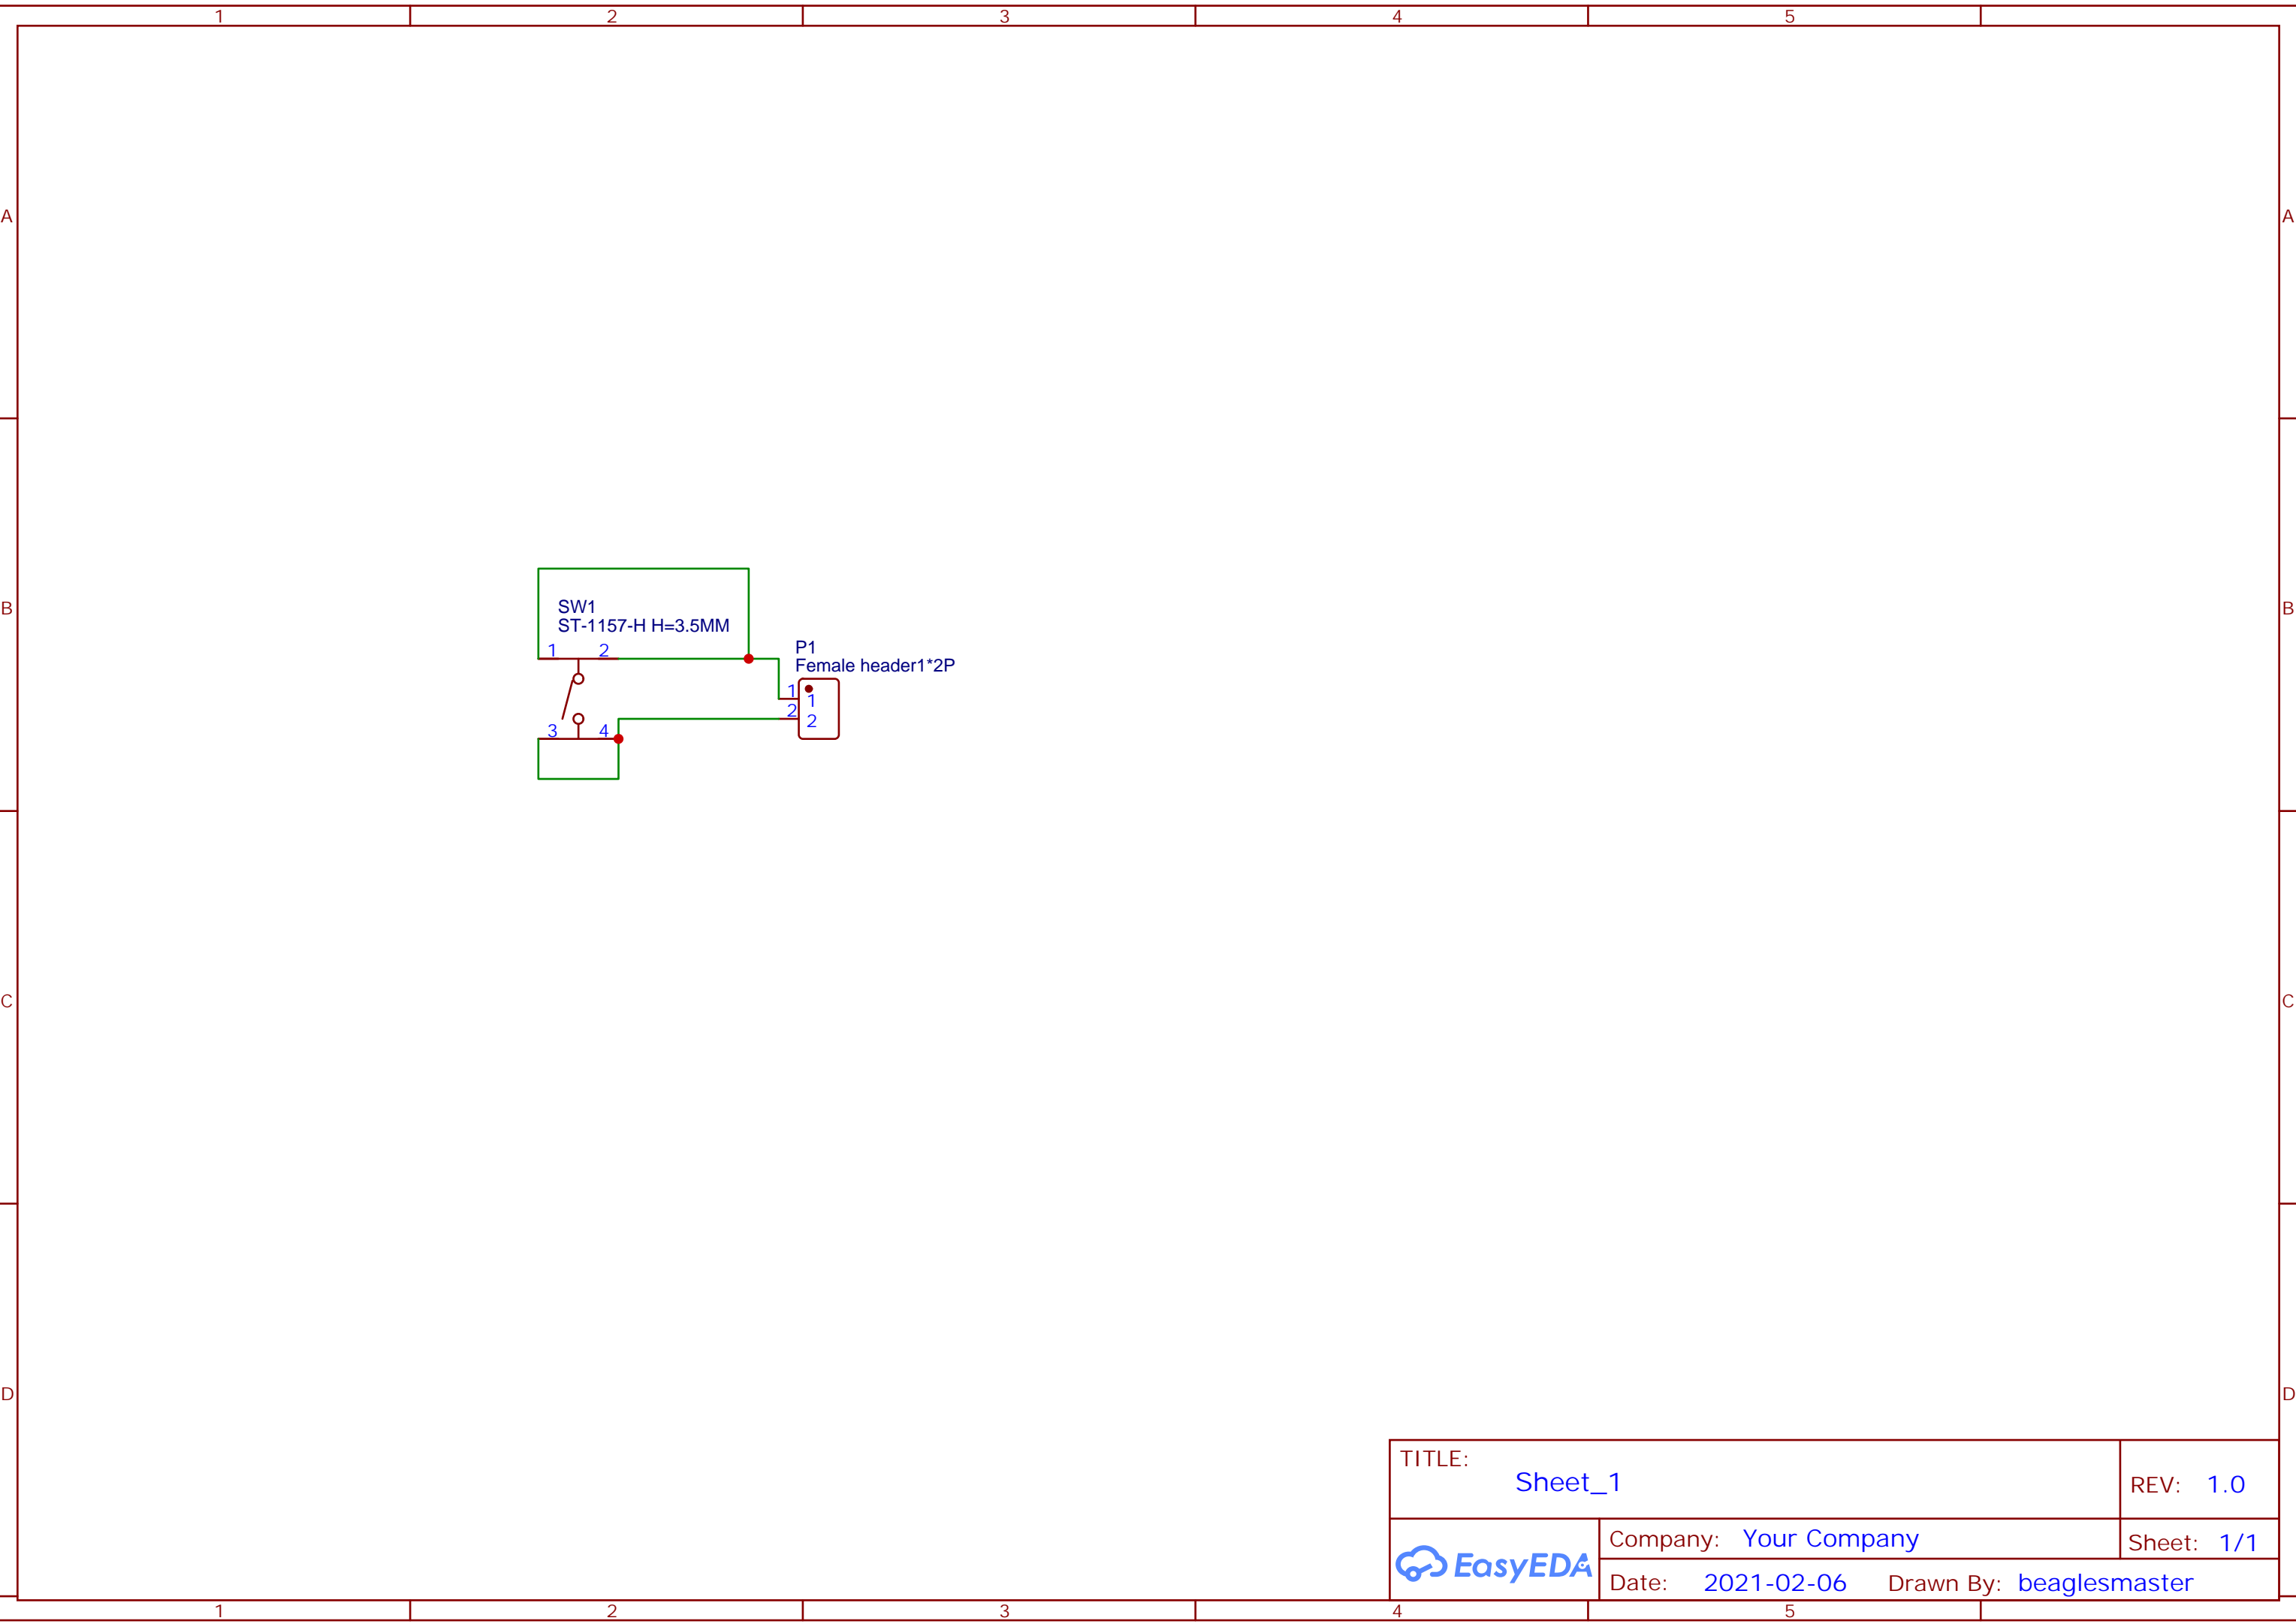 1 2 3 4 5
A A
SW1
ST-1157-H H=3.5MM
B B
1 2
P1
Female header1*2P
1 1
2 2
3 4
C C
D D
TITLE:
Sheet_1
REV: 1.0
EasyEDA
Company: Your Company
Sheet: 1/1
Date: 2021-02-06 Drawn By: beaglesmaster
1 2 3 4 5